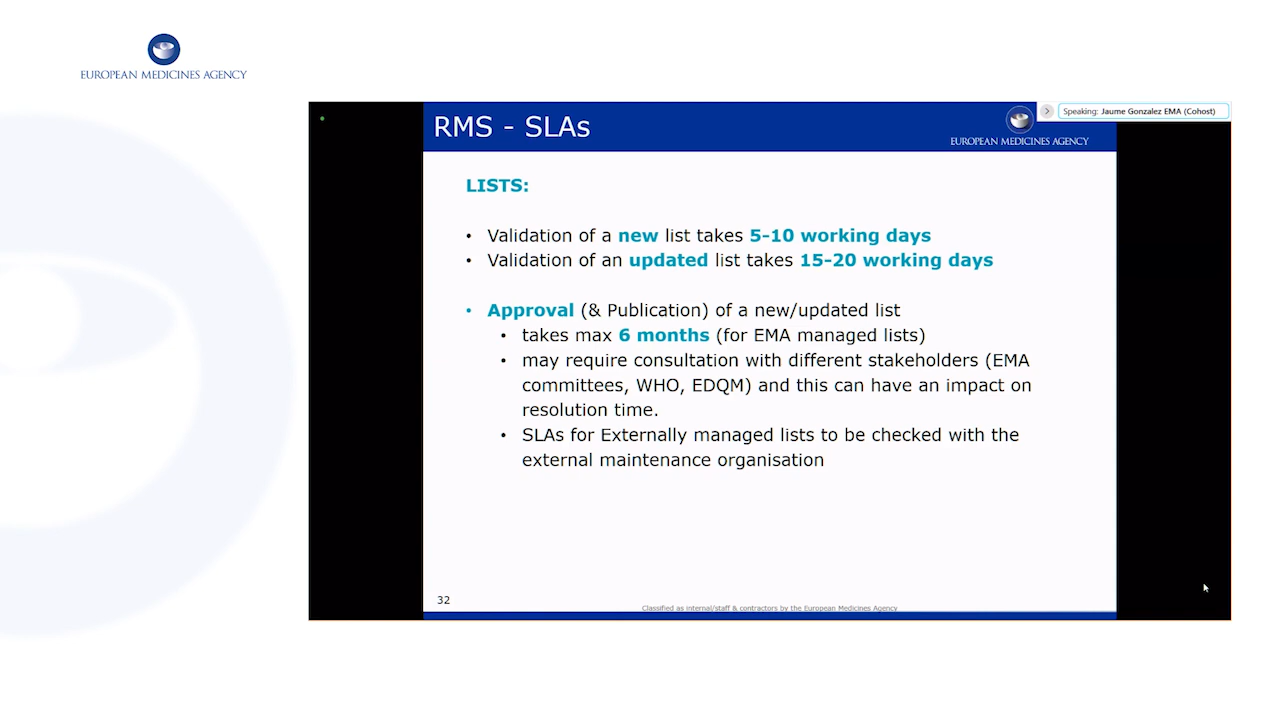 EUROPEAN MEDICINES AGENCY
RMS - SLAs
EUROPEAN MEDICINES AGENCY
Speaking: Jaume Gonzalez EMA (Cohost)
LISTS:
• Validation of a new list takes 5-10 working days
• Validation of an updated list takes 15-20 working days
• Approval (& Publication) of a new/updated list
• takes max 6 months (for EMA managed lists)
• may require consultation with different stakeholders (EMA
committees, WHO, EDQM) and this can have an impact on
resolution time.
• SLAs for Externally managed lists to be checked with the
external maintenance organisation
32
Classified as internal/staff & contractors by the European Medicines Agency